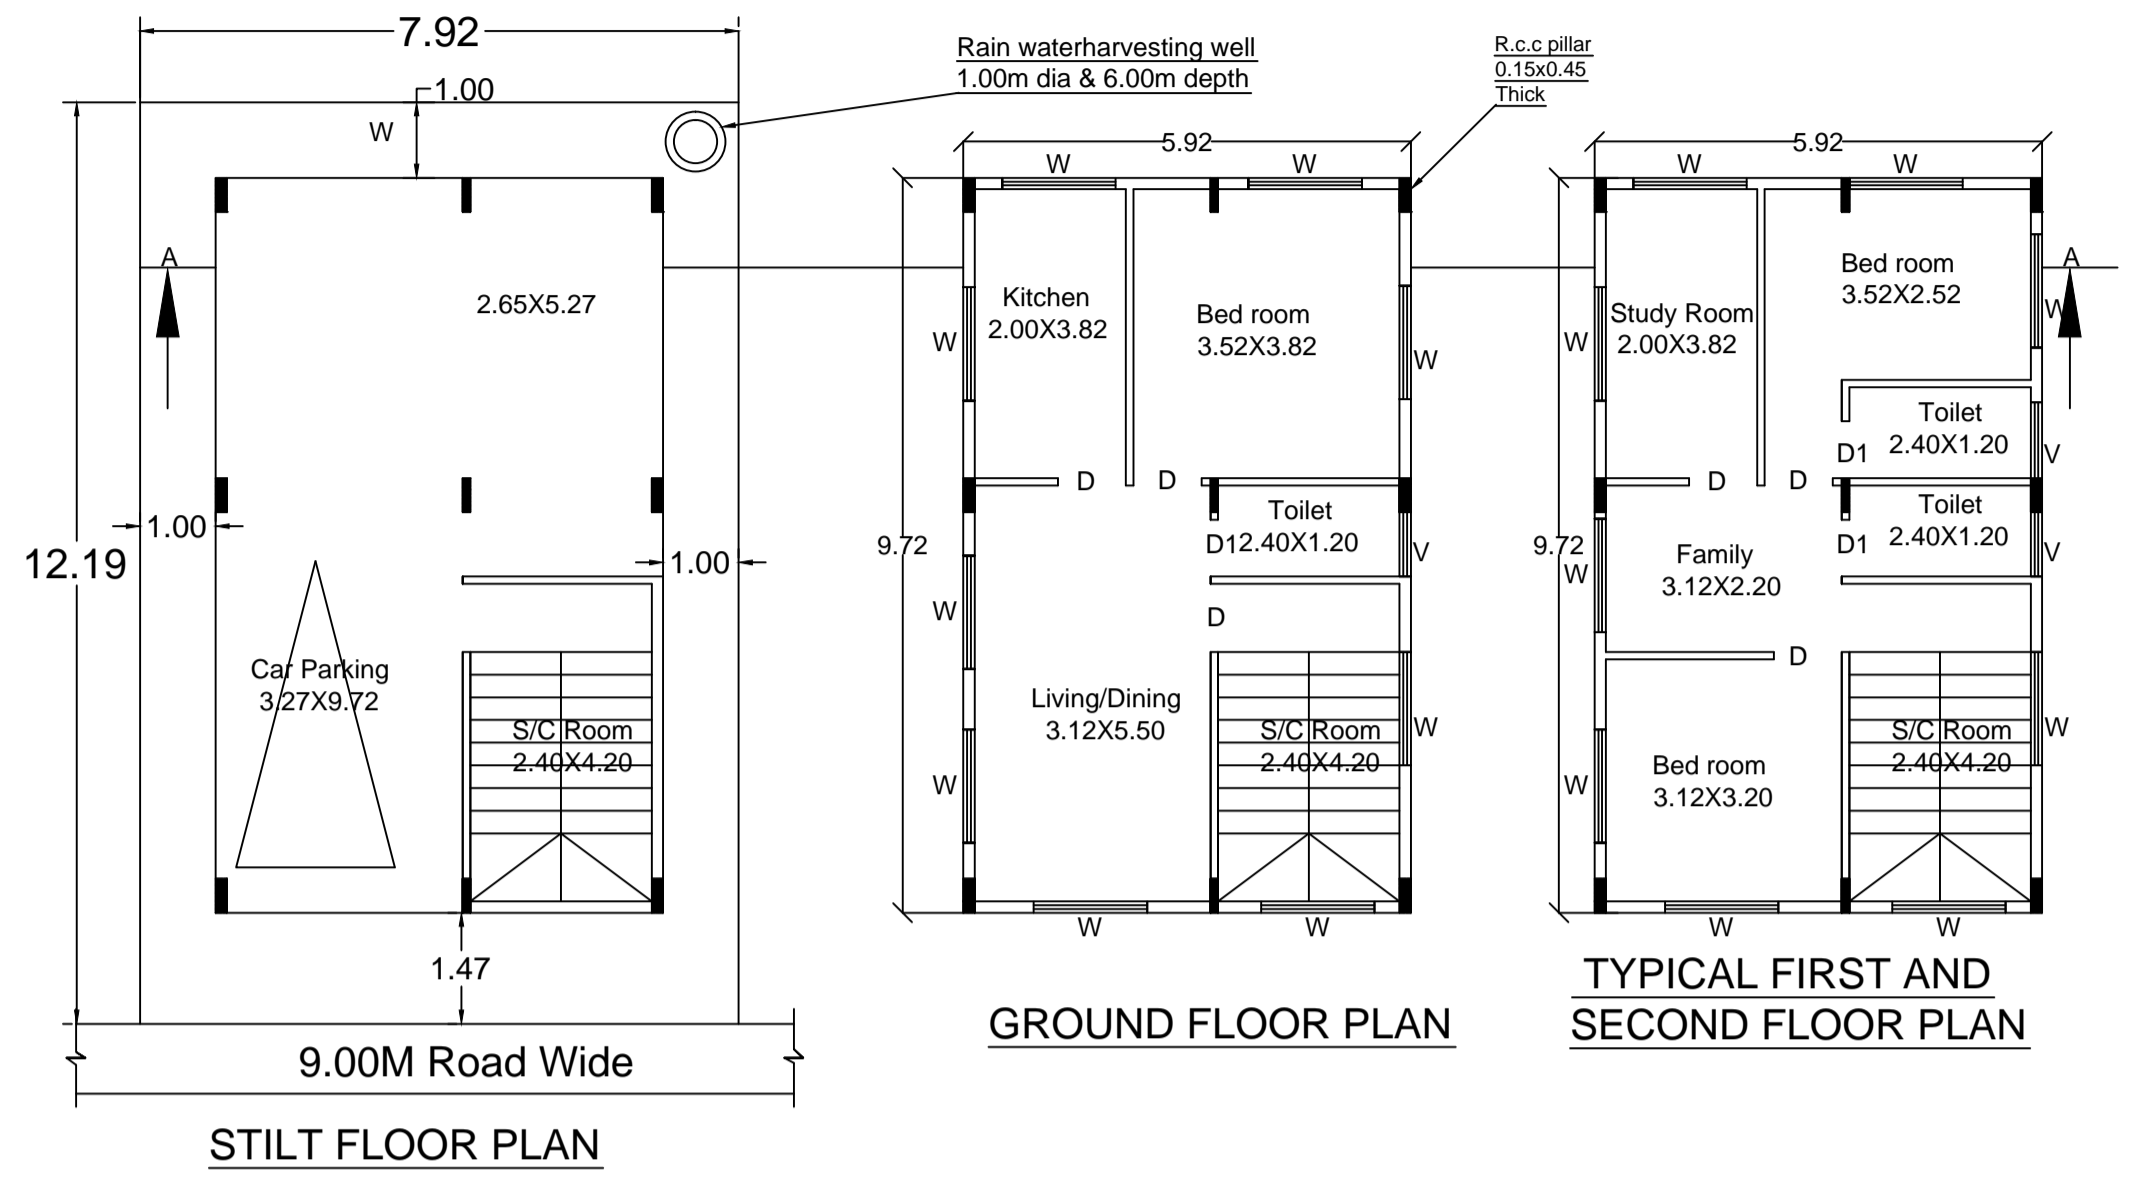 7.92
1.00
W
A
2.65X5.27
1.00
12.19
1.00
Car Parking
3.27X9.72
S/C Room
2.40X4.20
1.47
9.00M Road Wide
STILT FLOOR PLAN
Rain waterharvesting well
1.00m dia & 6.00m depth
R.c.c pillar
0.15x0.45
Thick
5.92
W
W
Kitchen
2.00X3.82
Bed room
3.52X3.82
W
W
D
D
Toilet
D12.40X1.20
V
9.72
D
W
Living/Dining
3.12X5.50
S/C Room
2.40X4.20
W
W
W
W
GROUND FLOOR PLAN
5.92
W
W
Bed room
3.52X2.52
A
W
Study Room
2.00X3.82
W
Toilet
2.40X1.20
D1
V
D
D
Toilet
2.40X1.20
D1
V
9.72
W
Family
3.12X2.20
D
S/C Room
2.40X4.20
W
Bed room
3.12X3.20
W
W
W
TYPICAL FIRST AND
SECOND FLOOR PLAN